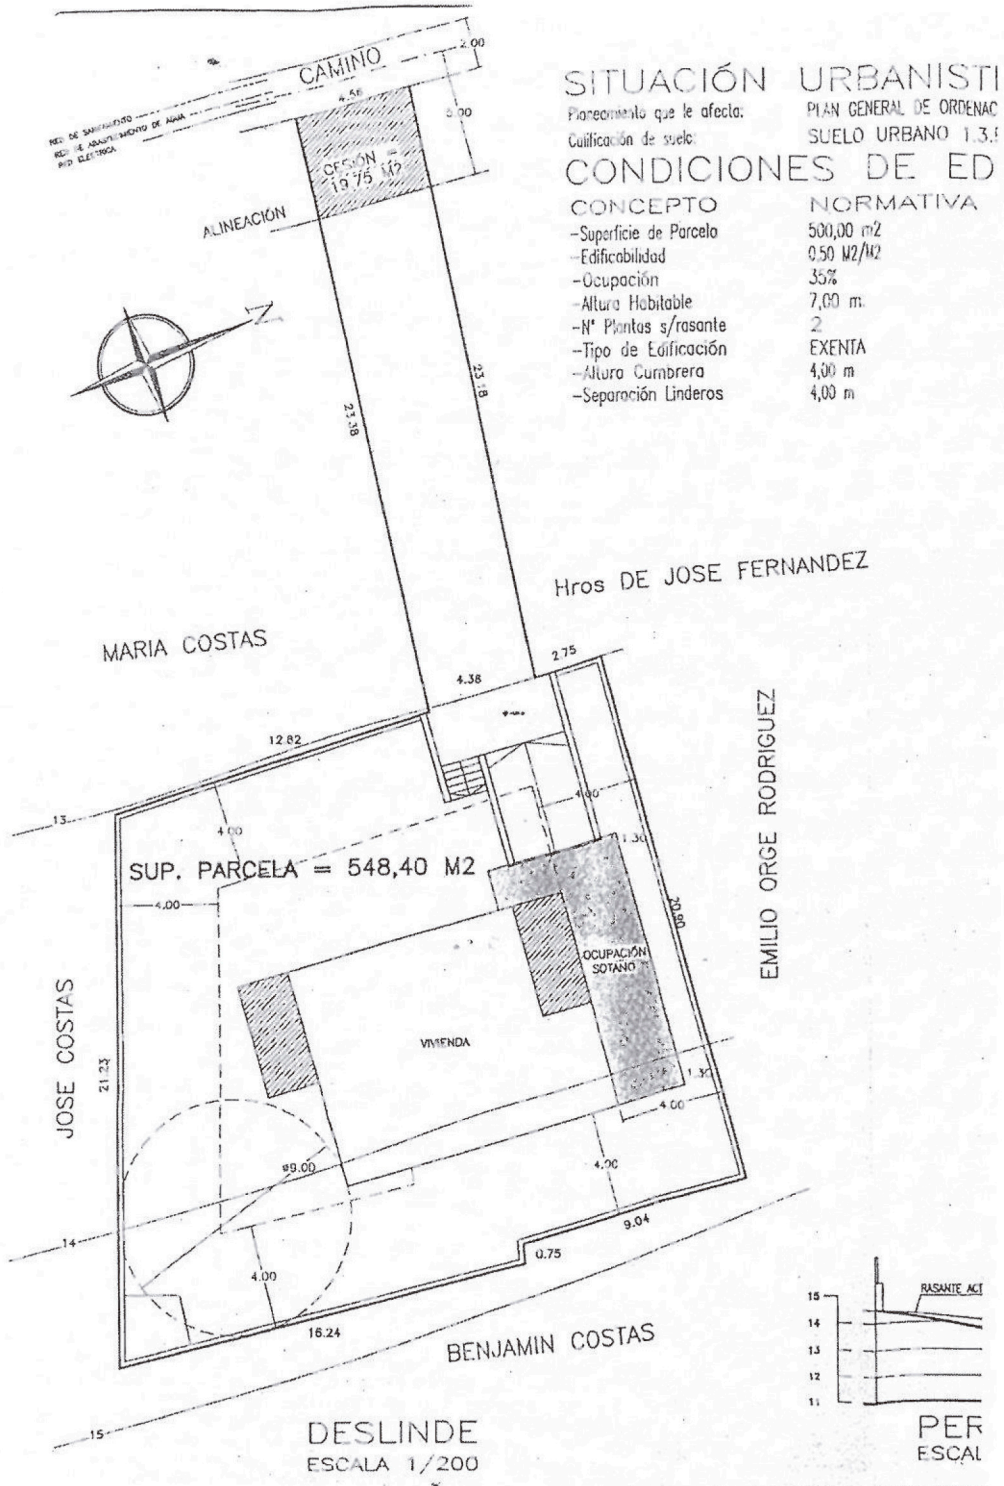 CAMINO
2.00
4.56
5.00
RED DE SANEAMIENTO
RED DE ABASTECIMIENTO DE AGUA
RED ELECTRICA
CESIÓN =
19.75 M2
ALINEACIÓN
N
23.38
23.18
SITUACIÓN URBANISTI
Planeamiento que le afecta: PLAN GENERAL DE ORDENAC
Calificación de suelo: SUELO URBANO 1.3.
CONDICIONES DE ED
CONCEPTO NORMATIVA
-Superficie de Parcela 500,00 m2
-Edificabilidad 0.50 M2/M2
-Ocupación 35%
-Altura Habitable 7,00 m.
-Nº Plantas s/rasante 2
-Tipo de Edificación EXENTA
-Altura Cumbrera 4,00 m
-Separación Linderos 4,00 m
Hros DE JOSE FERNANDEZ
MARIA COSTAS
2.75
4.38
12.82
13
4.00
4.00
1.30
SUP. PARCELA = 548,40 M2
4.00
20.90
EMILIO ORGE RODRIGUEZ
OCUPACIÓN
SOTANO
VIVIENDA
JOSE COSTAS
21.23
1.30
4.00
ø9.00
4.00
14
9.04
0.75
4.00
16.24
BENJAMIN COSTAS
15
DESLINDE
ESCALA 1/200
RASANTE ACT
15
14
13
12
11
PER
ESCAL